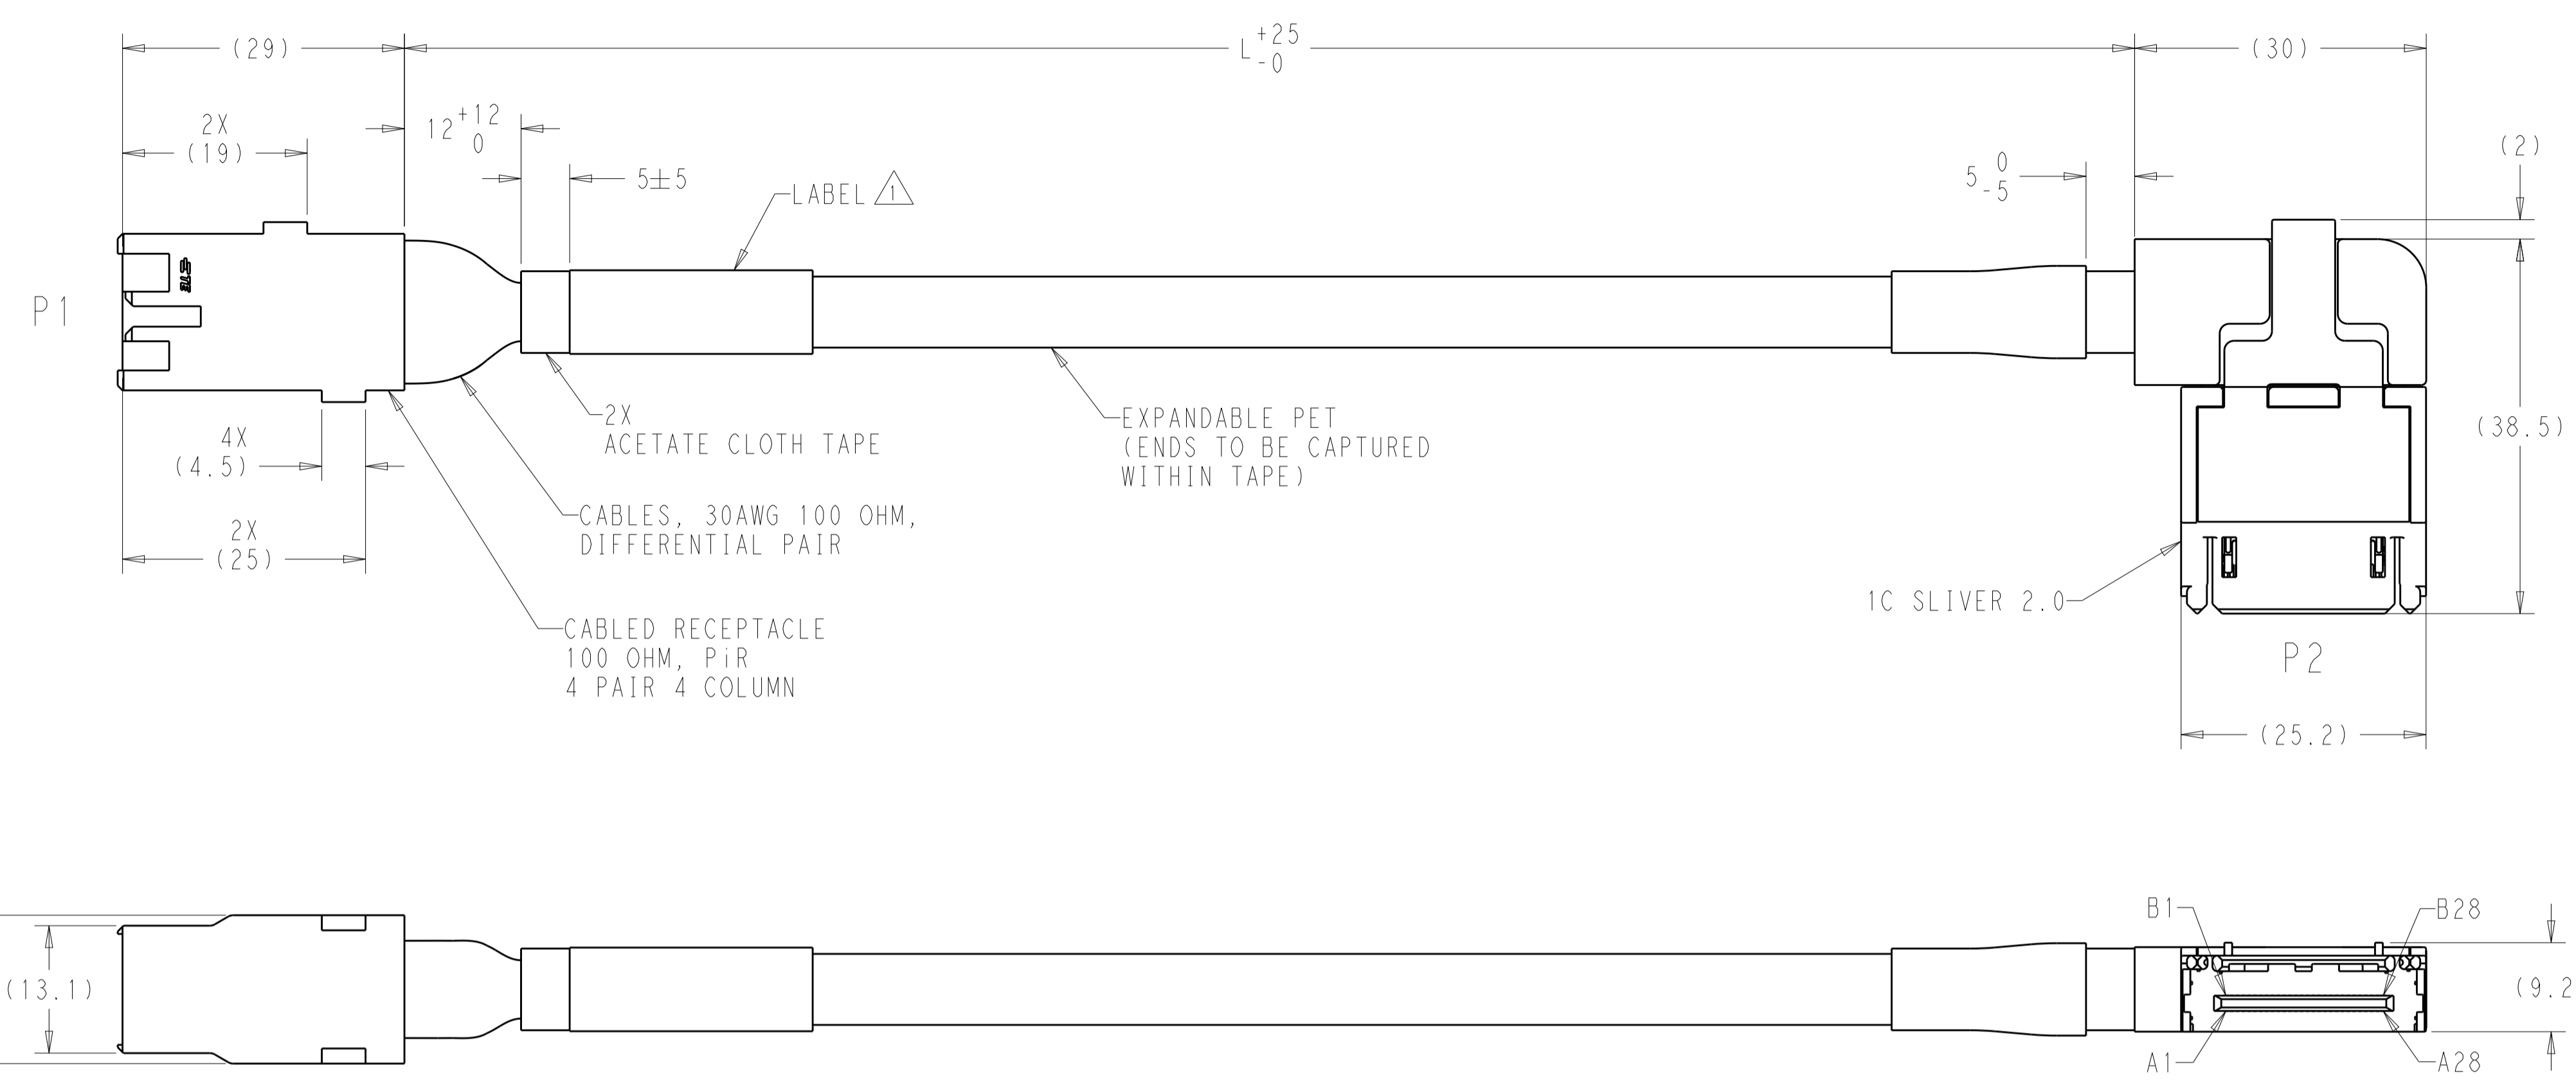 (29)
L +25 -0
(30)
2X
(19)
12 +12 0
5±5
LABEL 1
5 0 -5
(2)
TE
P1
2X
ACETATE CLOTH TAPE
EXPANDABLE PET
(ENDS TO BE CAPTURED
WITHIN TAPE)
(38.5)
4X
(4.5)
CABLES, 30AWG 100 OHM,
DIFFERENTIAL PAIR
2X
(25)
1C SLIVER 2.0
CABLED RECEPTACLE
100 OHM, PiR
4 PAIR 4 COLUMN
P2
(25.2)
B1
B28
(13.1)
(9.2
A1
A28